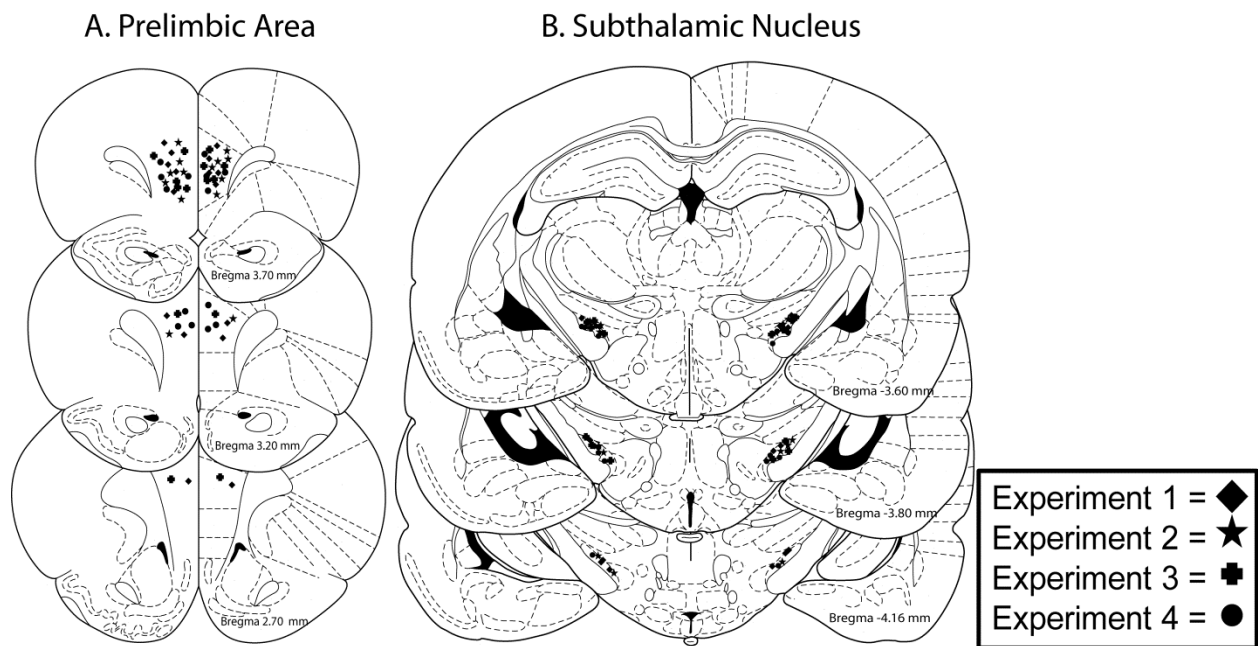 A. Prelimbic Area
Bregma 3.70 mm
Bregma 3.20 mm
Bregma 2.70 mm
B. Subthalamic Nucleus
Bregma -3.60 mm
Bregma -3.80 mm
Bregma -4.16 mm
Experiment 1 =
Experiment 2 =
Experiment 3 =
Experiment 4 =